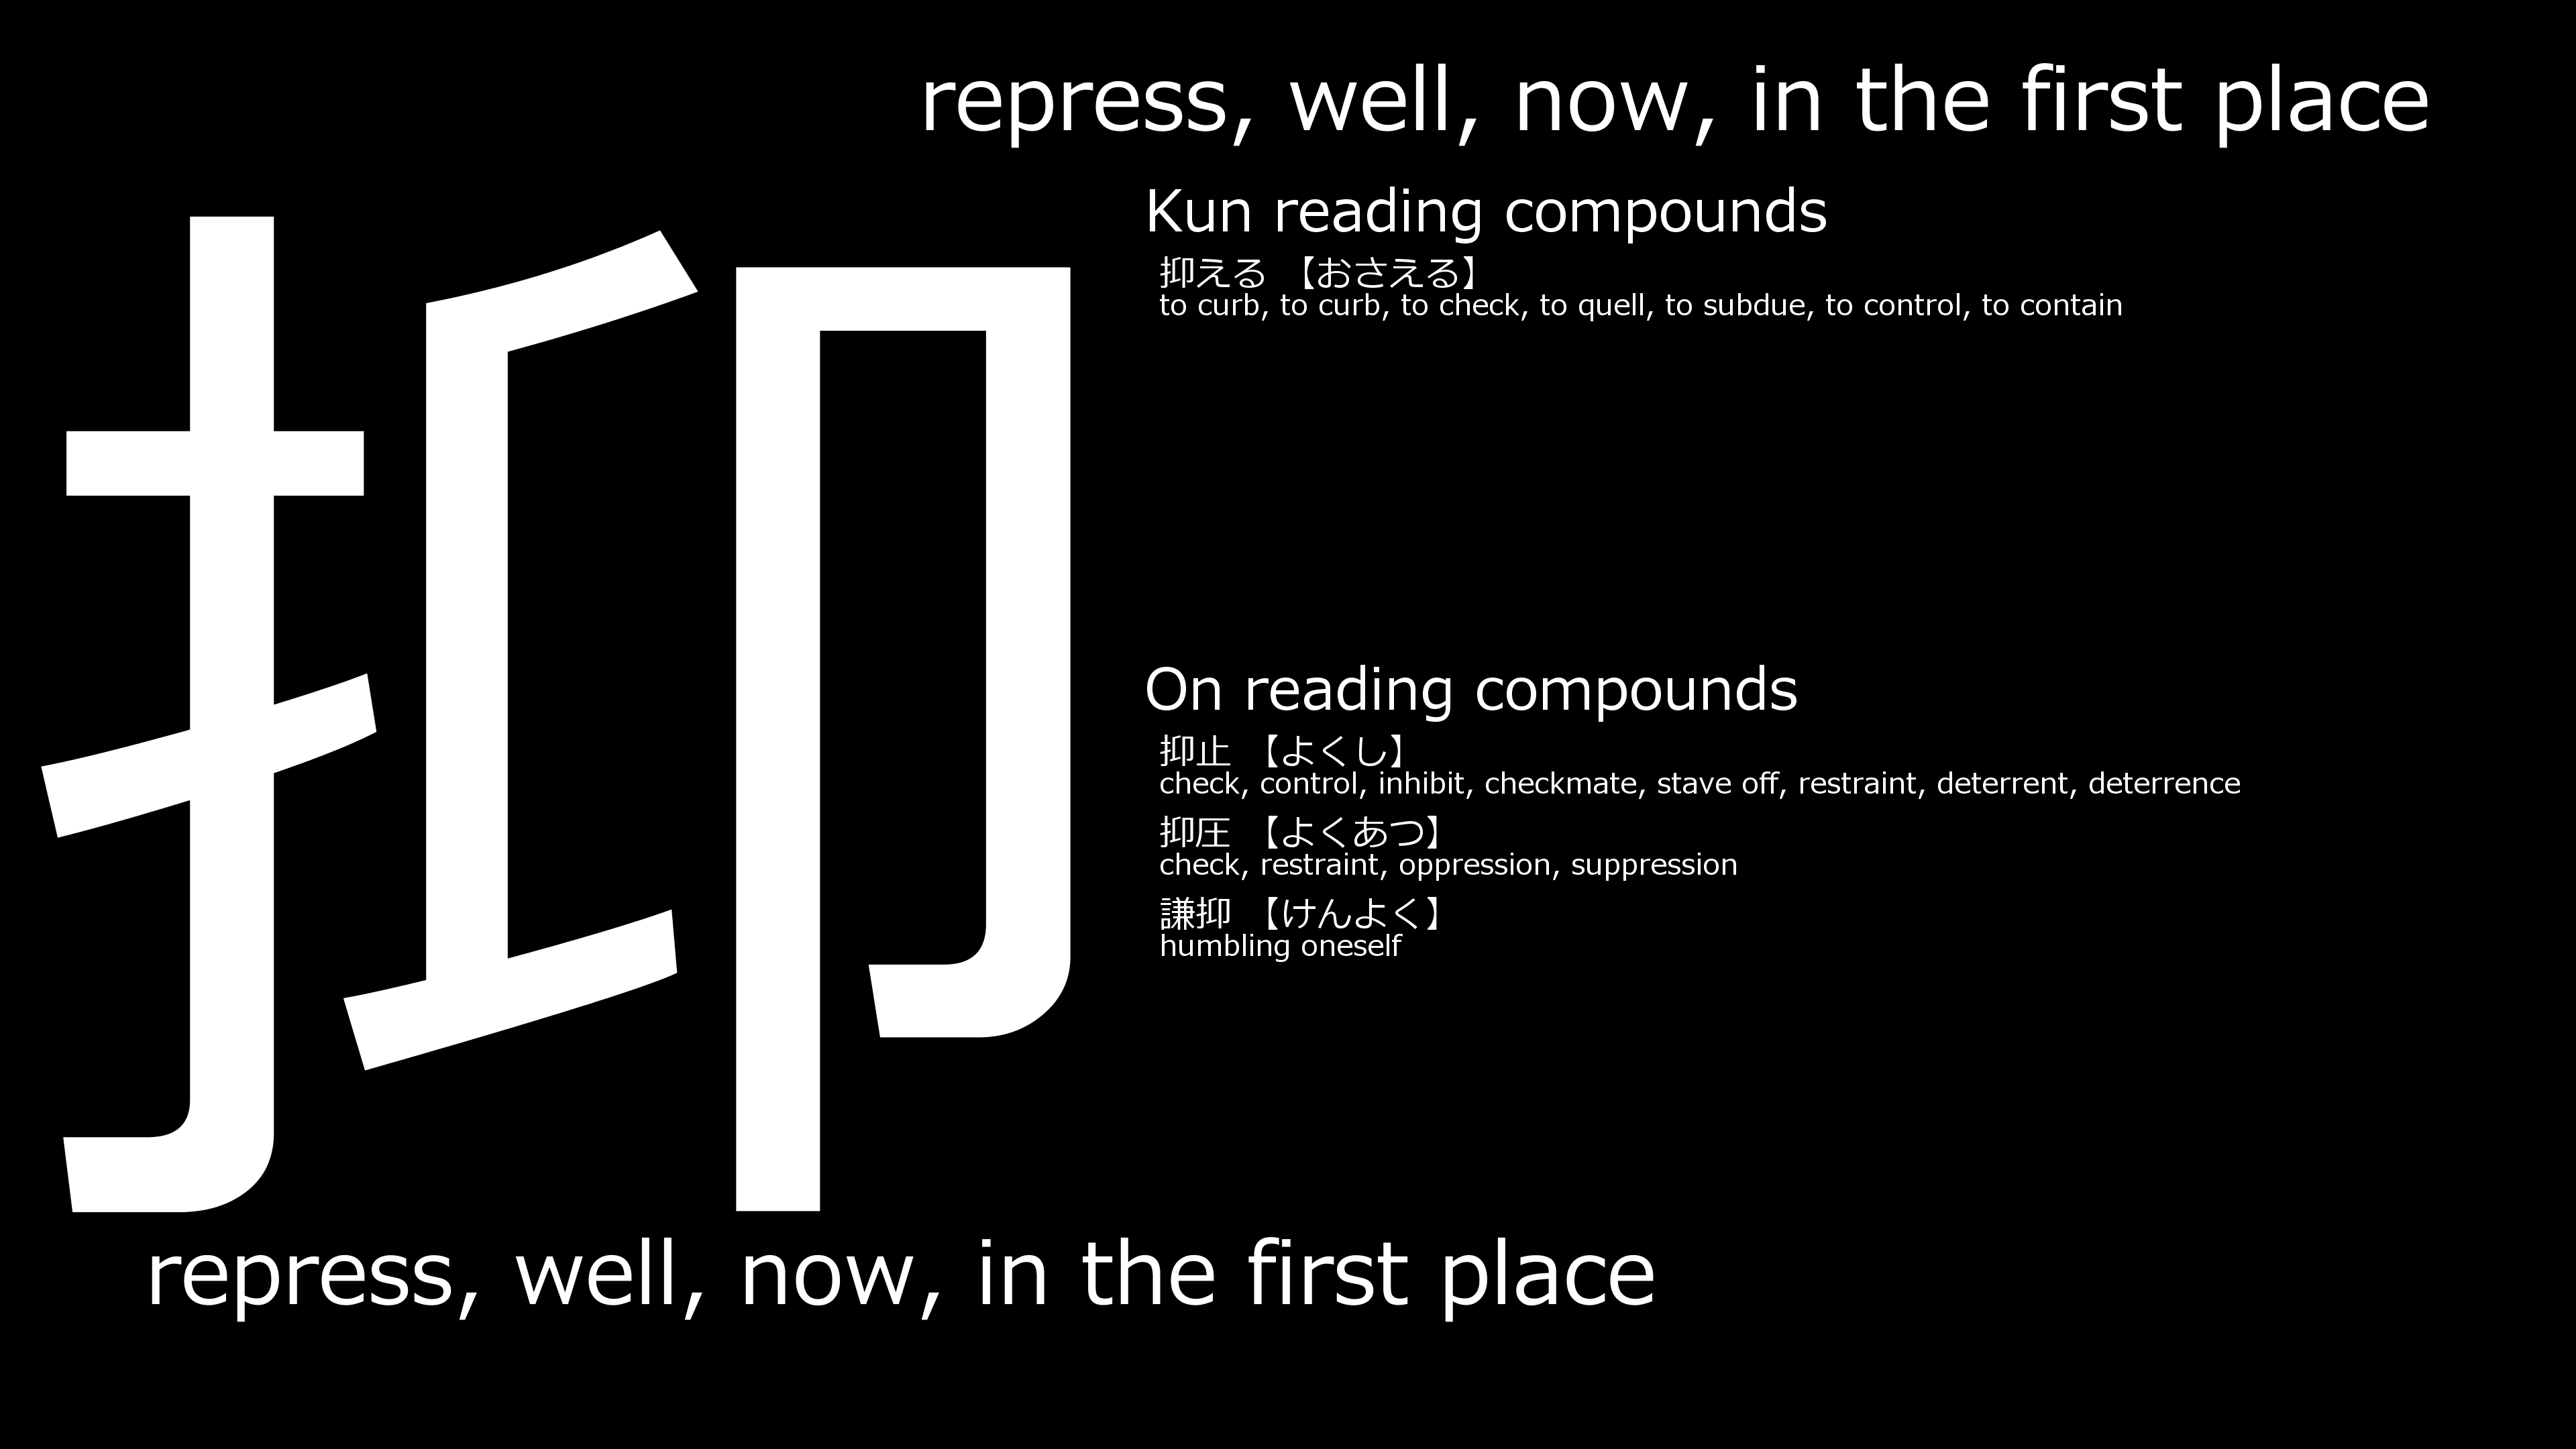 repress, well, now, in the first place
抑
Kun reading compounds
抑える 【おさえる】
to curb, to curb, to check, to quell, to subdue, to control, to contain
On reading compounds
抑止 【よくし】
check, control, inhibit, checkmate, stave off, restraint, deterrent, deterrence
抑圧 【よくあつ】
check, restraint, oppression, suppression
謙抑 【けんよく】
humbling oneself
repress, well, now, in the first place